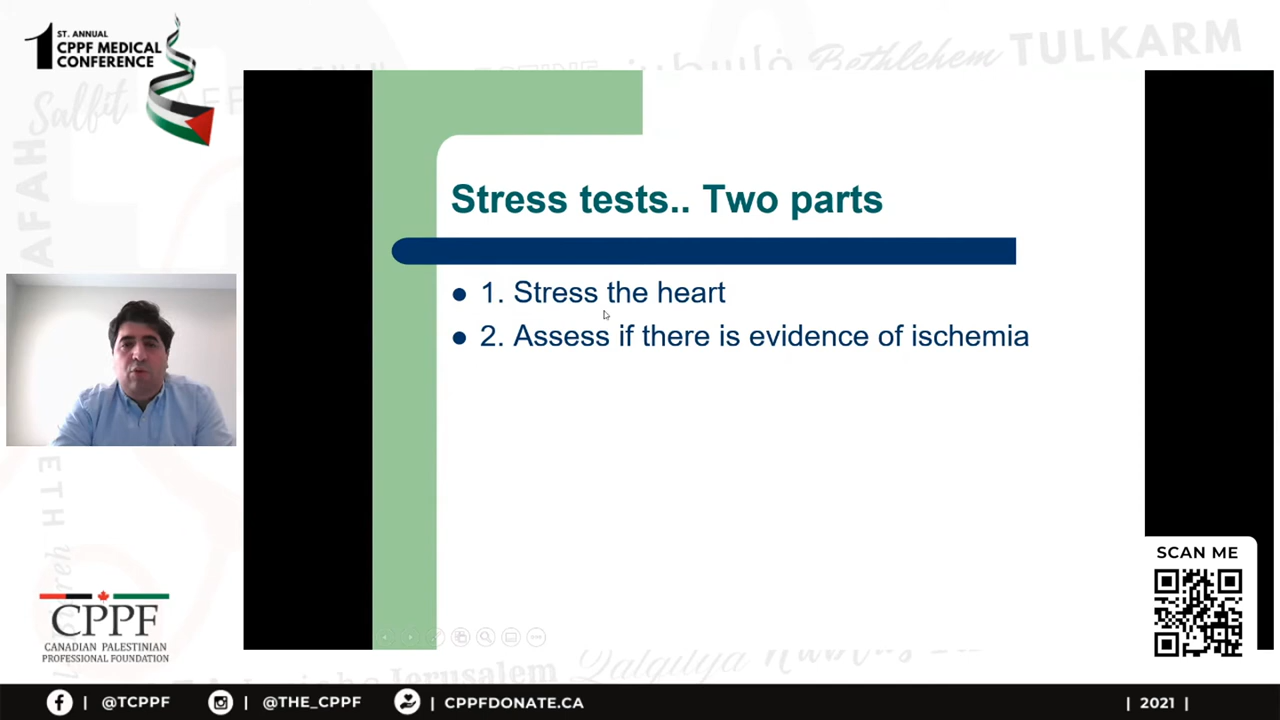 ST. ANNUAL
1 CPPF MEDICAL
CONFERENCE
Salfit
Bethlehem
TULKARM
Stress tests.. Two parts
1. Stress the heart
2. Assess if there is evidence of ischemia
SCAN ME
CPPF
CANADIAN PALESTINIAN
PROFESSIONAL FOUNDATION
Jerusalem
Qalqilya
| @TCPPF
| @THE_CPPF
| CPPFDONATE.CA
| 2021 |